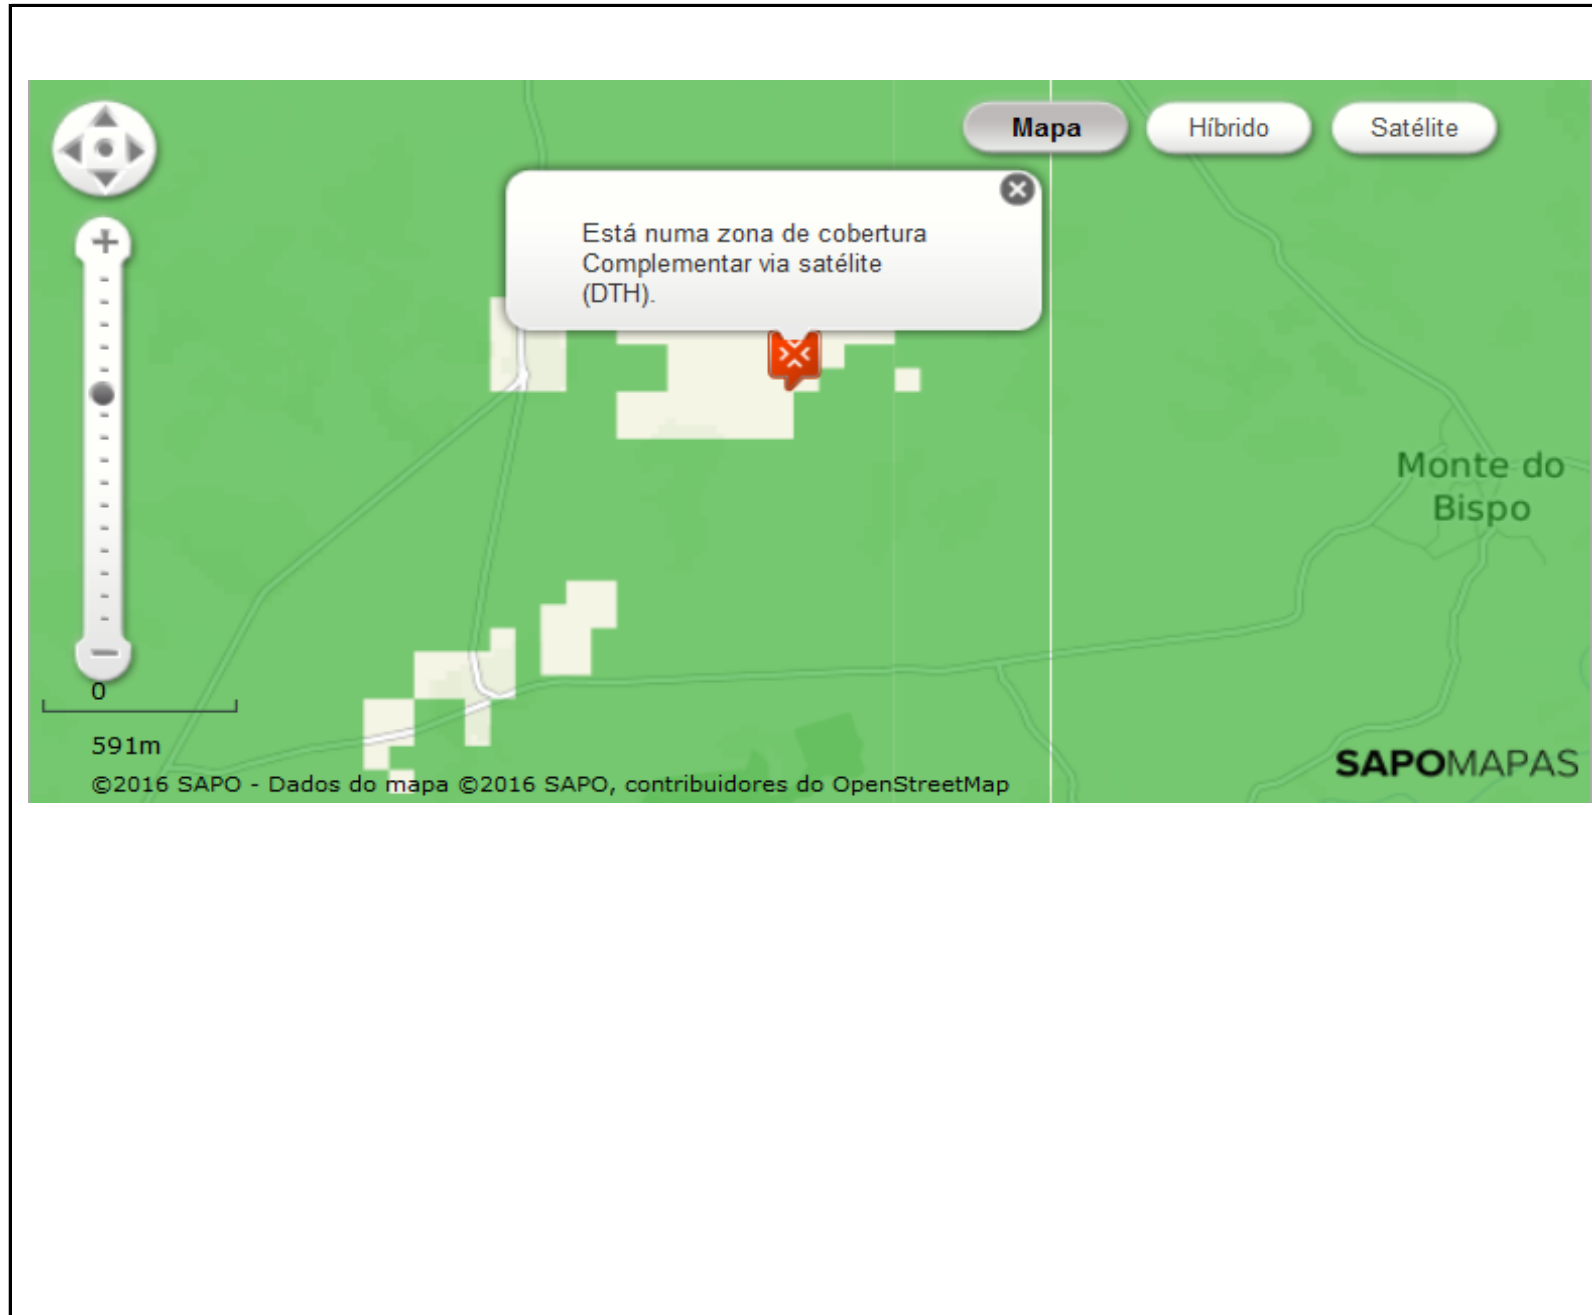 Mapa
Híbrido
Satélite
Está numa zona de cobertura
Complementar via satélite
(DTH).
Monte do
Bispo
0
591m
SAPOMAPAS
©2016 SAPO - Dados do mapa ©2016 SAPO, contribuidores do OpenStreetMap